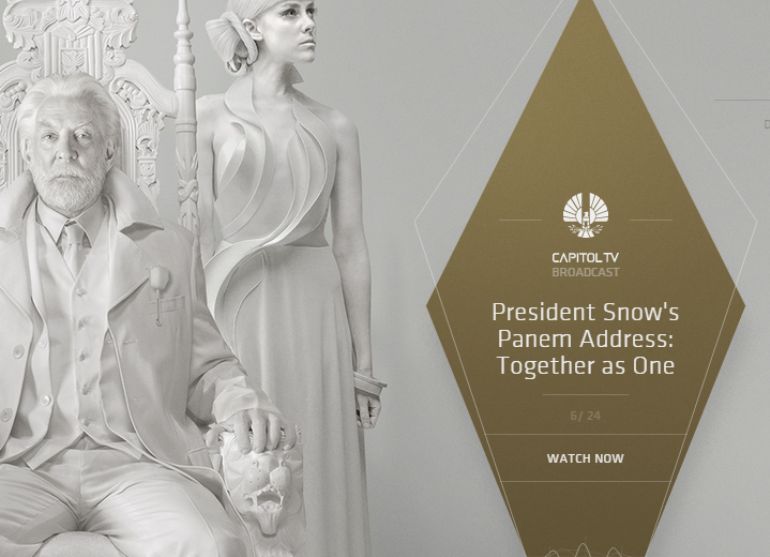 CAPITOL TV
BROADCAST
President Snow's
Panem Address:
Together as One
6/ 24
WATCH NOW